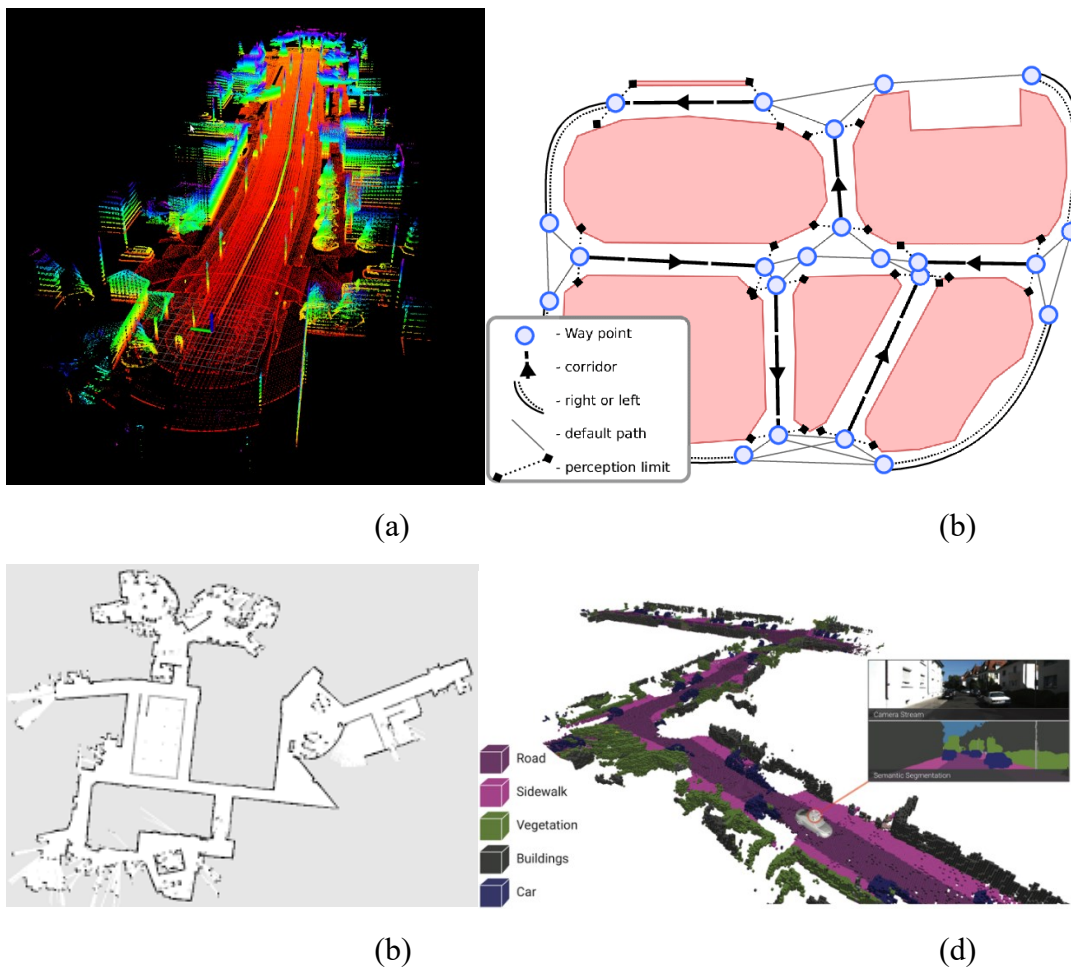 - Way point
- corridor
- right or left
- default path
- perception limit
(a)
(b)
Road
Sidewalk
Vegetation
Buildings
Car
Camera Stream
Semantic Segmentation
(b)
(d)